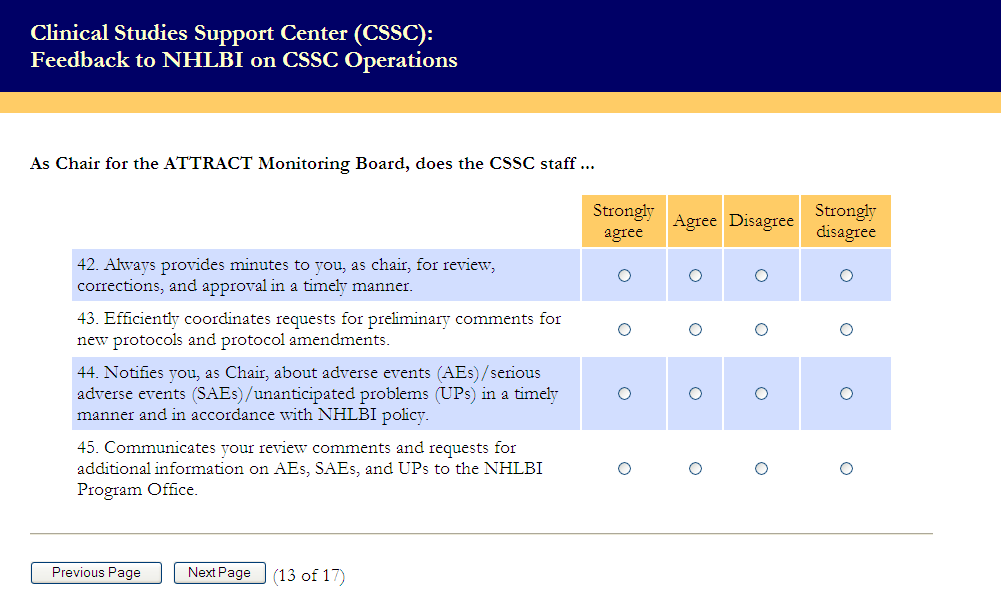 Clinical Studies Support Center (CSSC):
Feedback to NHLBI on CSSC Operations
As Chair for the ATTRACT Monitoring Board, does the CSSC staff ...
Strongly agree
Agree
Disagree
Strongly disagree
42. Always provides minutes to you, as chair, for review,
corrections, and approval in a timely manner.
43. Efficiently coordinates requests for preliminary comments for
new protocols and protocol amendments.
44. Notifies you, as Chair, about adverse events (AEs)/serious
adverse events (SAEs)/unanticipated problems (UPs) in a timely
manner and in accordance with NHLBI policy.
45. Communicates your review comments and requests for
additional information on AEs, SAEs, and UPs to the NHLBI
Program Office.
Previous Page
Next Page
(13 of 17)